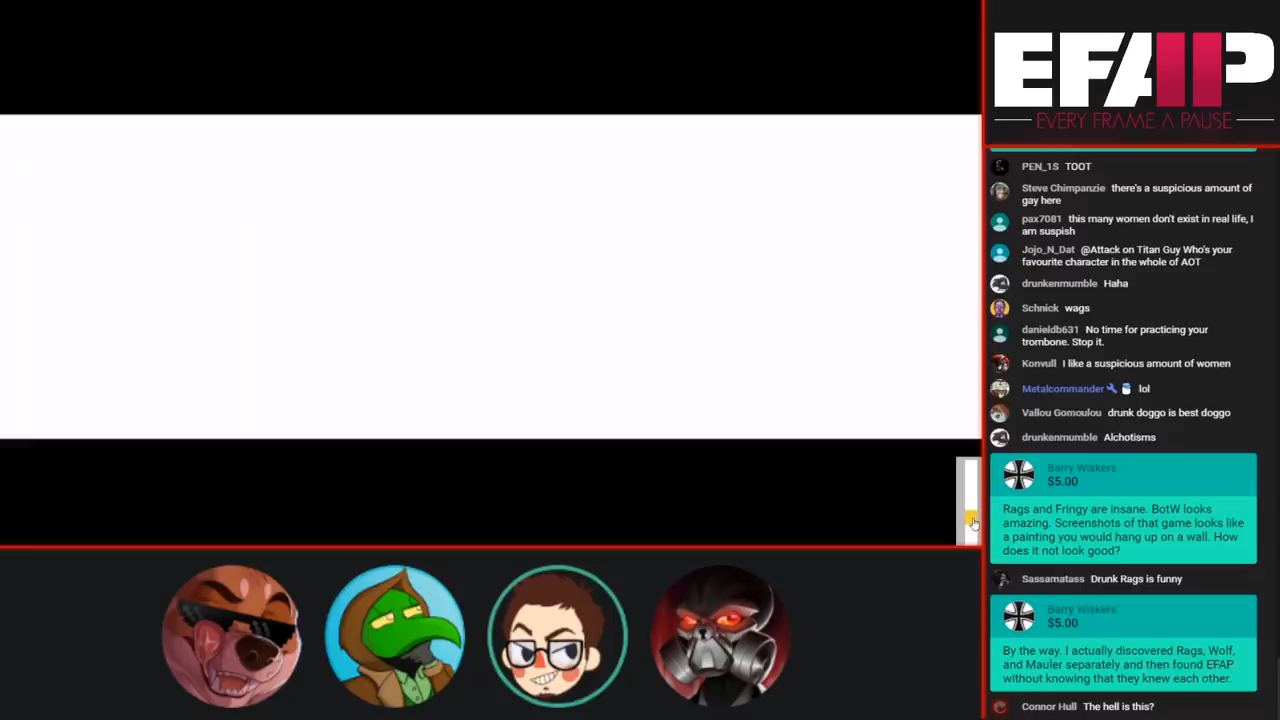 EFAP
EVERY FRAME A PAUSE
PEN_1S TOOT
Steve Chimpanzie there's a suspicious amount of
gay here
pax7081 this many women don't exist in real life, I
am suspish
Jojo_N_Dat @Attack on Titan Guy Who's your
favourite character in the whole of AOT
drunkenmumble Haha
Schnick wags
danieldb631 No time for practicing your
trombone. Stop it.
Konvull I like a suspicious amount of women
Metalcommander lol
Vallou Gomoulou drunk doggo is best doggo
drunkenmumble Alchotisms
Barry Wiskers
$5.00
Rags and Fringy are insane. BotW looks
amazing. Screenshots of that game looks like
a painting you would hang up on a wall. How
does it not look good?
Sassamatass Drunk Rags is funny
Barry Wiskers
$5.00
By the way. I actually discovered Rags, Wolf,
and Mauler separately and then found EFAP
without knowing that they knew each other.
Connor Hull The hell is this?